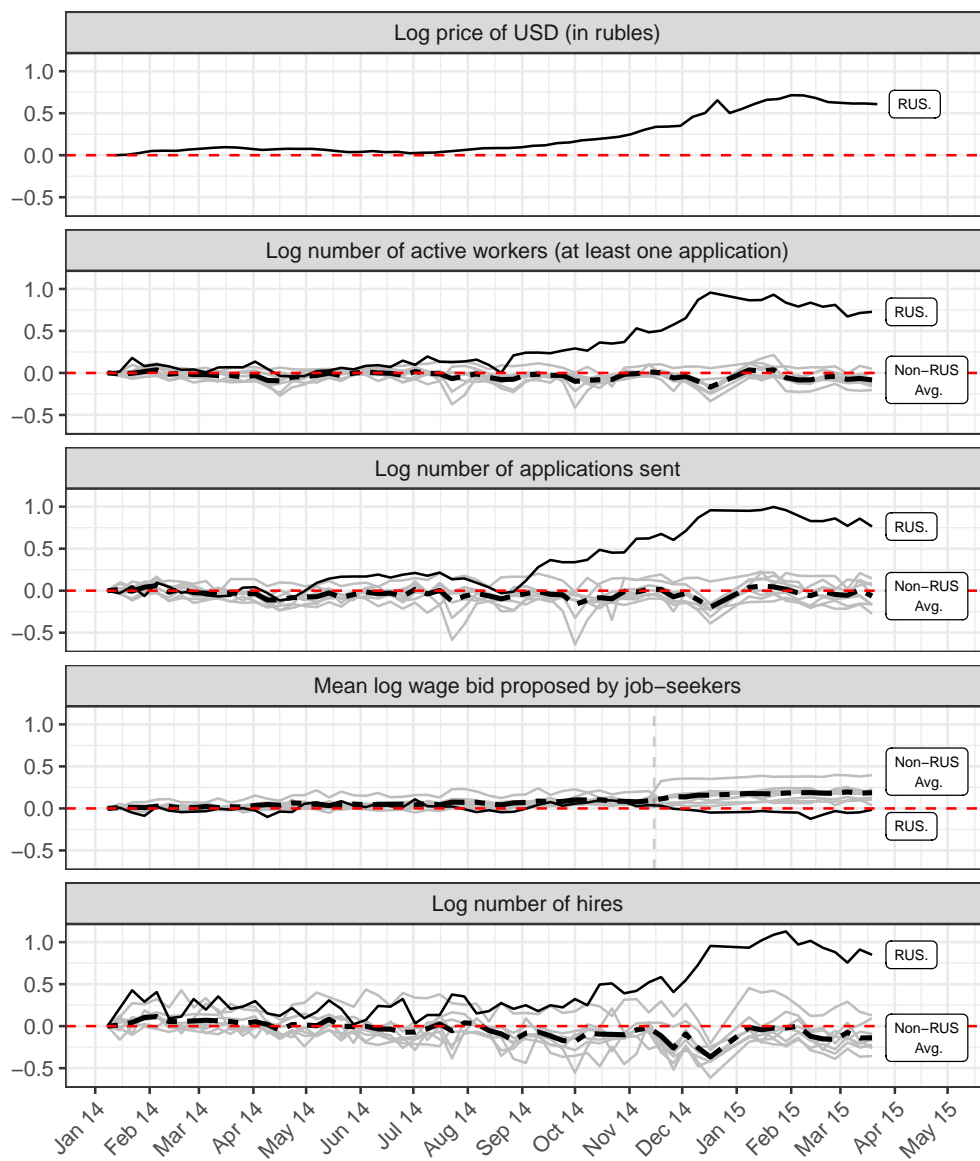 Log price of USD (in rubles)
1.0
0.5
0.0
−0.5
RUS.
Log number of active workers (at least one application)
1.0
0.5
0.0
−0.5
RUS.
Non−RUS
Avg.
Log number of applications sent
1.0
0.5
0.0
−0.5
RUS.
Non−RUS
Avg.
Mean log wage bid proposed by job−seekers
1.0
0.5
0.0
−0.5
Non−RUS
Avg.
RUS.
Log number of hires
1.0
0.5
0.0
−0.5
RUS.
Non−RUS
Avg.
Jan 14
Feb 14
Mar 14
Apr 14
May 14
Jun 14
Jul 14
Aug 14
Sep 14
Oct 14
Nov 14
Dec 14
Jan 15
Feb 15
Mar 15
Apr 15
May 15